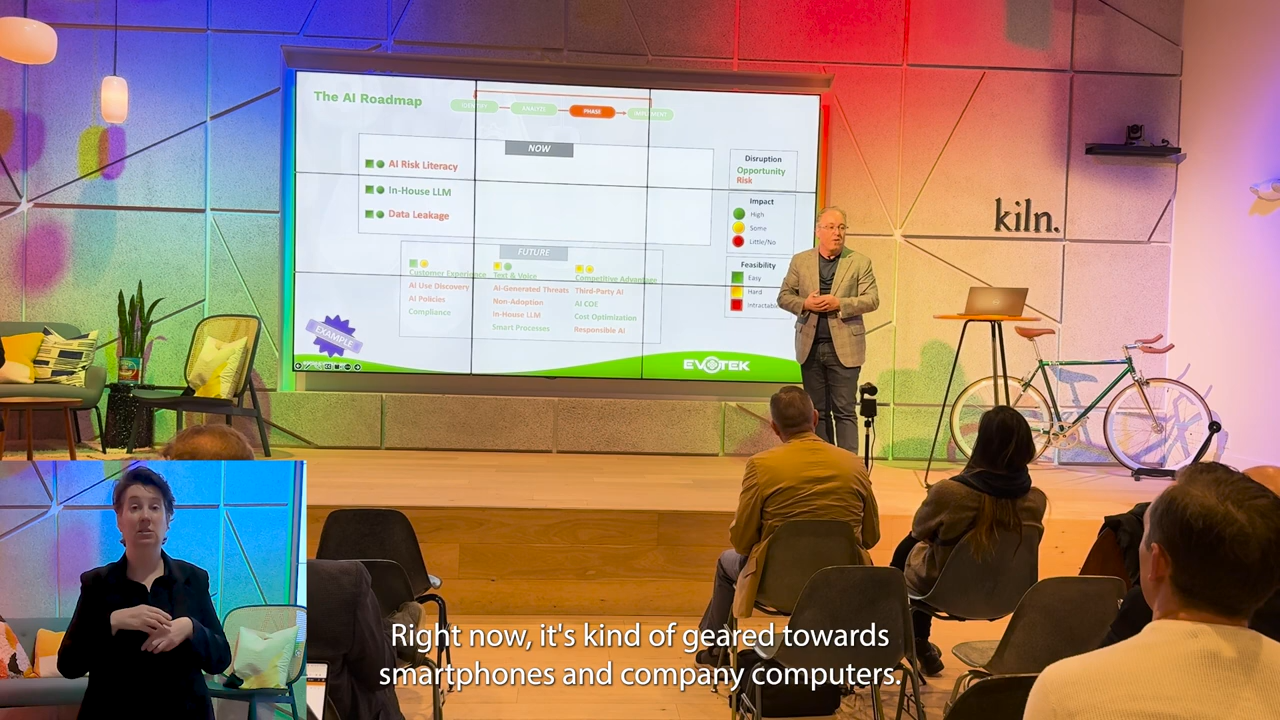 The AI Roadmap
IDENTIFY
ANALYZE
PHASE
IMPLEMENT
NOW
AI Risk Literacy
In-House LLM
Data Leakage
Disruption
Opportunity
Risk
Impact
High
Some
Little/No
Feasibility
Easy
Hard
Intractable
FUTURE
Customer Experience
AI Use Discovery
AI Policies
Compliance
Text & Voice
AI-Generated Threats
Non-Adoption
In-House LLM
Smart Processes
Competitive Advantage
Third-Party AI
AI COE
Cost Optimization
Responsible AI
EXAMPLE
EVOTEK
kiln.
Right now, it's kind of geared towards
smartphones and company computers.